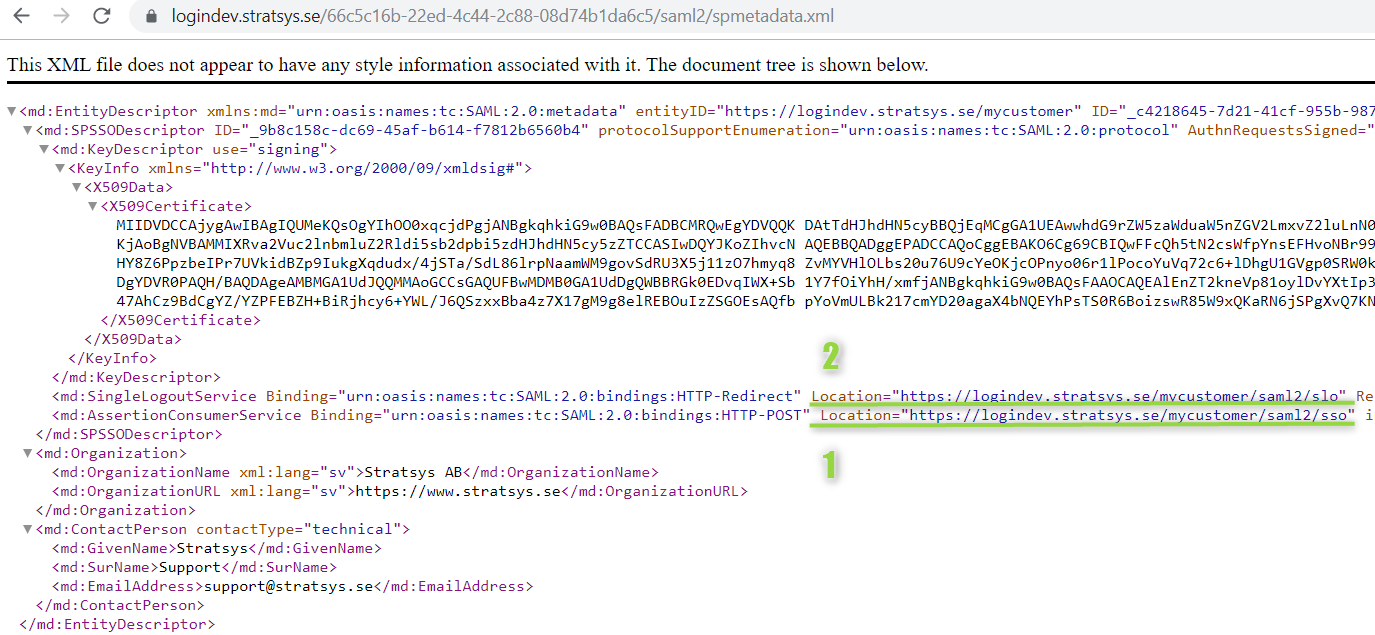 logindev.stratsys.se/66c5c16b-22ed-4c44-2c88-08d74b1da6c5/saml2/spmetadata.xml
This XML file does not appear to have any style information associated with it. The document tree is shown below.
▼<md:EntityDescriptor xmlns:md="urn:oasis:names:tc:SAML:2.0:metadata" entityID="https://logindev.stratsys.se/mycustomer" ID="_c4218645-7d21-41cf-955b-987
▼<md:SPSSODescriptor ID="_9b8c158c-dc69-45af-b614-f7812b6560b4" protocolSupportEnumeration="urn:oasis:names:tc:SAML:2.0:protocol" AuthnRequestsSigned="
▼<md:KeyDescriptor use="signing">
▼<KeyInfo xmlns="http://www.w3.org/2000/09/xmldsig#">
▼<X509Data>
▼<X509Certificate>
MIIDVDCCAjygAwIBAgIQUMeKQsOgYIhOO0xqcjdPgjANBgkqhkiG9w0BAQsFADBCMRQwEgYDVQQK DAtTdHJhdHN5cyBBQjEqMCgGA1UEAwwhdG9rZW5zaWduaW5nZGV2LmxvZ2luLnN0
KjAoBgNVBAMMIXRva2Vuc2lnbmluZ2Rldi5sb2dpbi5zdHJhdHN5cy5zZTCCASIwDQYJKoZIhvcN AQEBBQADggEPADCCAQoCggEBAKO6Cg69CBIQwFFcQh5tN2csWfpYnsEFHvoNBr99
HY8Z6PpzbeIPr7UVkidBZp9IukgXqdudx/4jSTa/SdL86lrpNaamWM9govSdRU3X5j11zO7hmyq8 ZvMYVHlOLbs20u76U9cYeOKjcOPnyo06r1lPocoYuVq72c6+lDhgU1GVgp0SRW0k
DgYDVR0PAQH/BAQDAgeAMBMGA1UdJQQMMAoGCCsGAQUFBwMDMB0GA1UdDgQWBBRGk0EDvqIWX+Sb 1Y7fOiYhH/xmfjANBgkqhkiG9w0BAQsFAAOCAQEAlEnZT2kneVp81oylDvYXtIp3
47AhCz9BdCgYZ/YZPFEBZH+BiRjhcy6+YWL/J6QSzxxBba4z7X17gM9g8elREBOuIzZSGOEsAQfb pYoVmULBk217cmYD20agaX4bNQEYhPsTS0R6BoizswR85W9xQKaRN6jSPgXvQ7KN
</X509Certificate>
</X509Data>
</KeyInfo>
2
</md:KeyDescriptor>
<md:SingleLogoutService Binding="urn:oasis:names:tc:SAML:2.0:bindings:HTTP-Redirect" Location="https://logindev.stratsys.se/mycustomer/saml2/slo" Re
<md:AssertionConsumerService Binding="urn:oasis:names:tc:SAML:2.0:bindings:HTTP-POST" Location="https://logindev.stratsys.se/mycustomer/saml2/sso" i
</md:SPSSODescriptor>
▼<md:Organization>
1
<md:OrganizationName xml:lang="sv">Stratsys AB</md:OrganizationName>
<md:OrganizationURL xml:lang="sv">https://www.stratsys.se</md:OrganizationURL>
</md:Organization>
▼<md:ContactPerson contactType="technical">
<md:GivenName>Stratsys</md:GivenName>
<md:SurName>Support</md:SurName>
<md:EmailAddress>support@stratsys.se</md:EmailAddress>
</md:ContactPerson>
</md:EntityDescriptor>